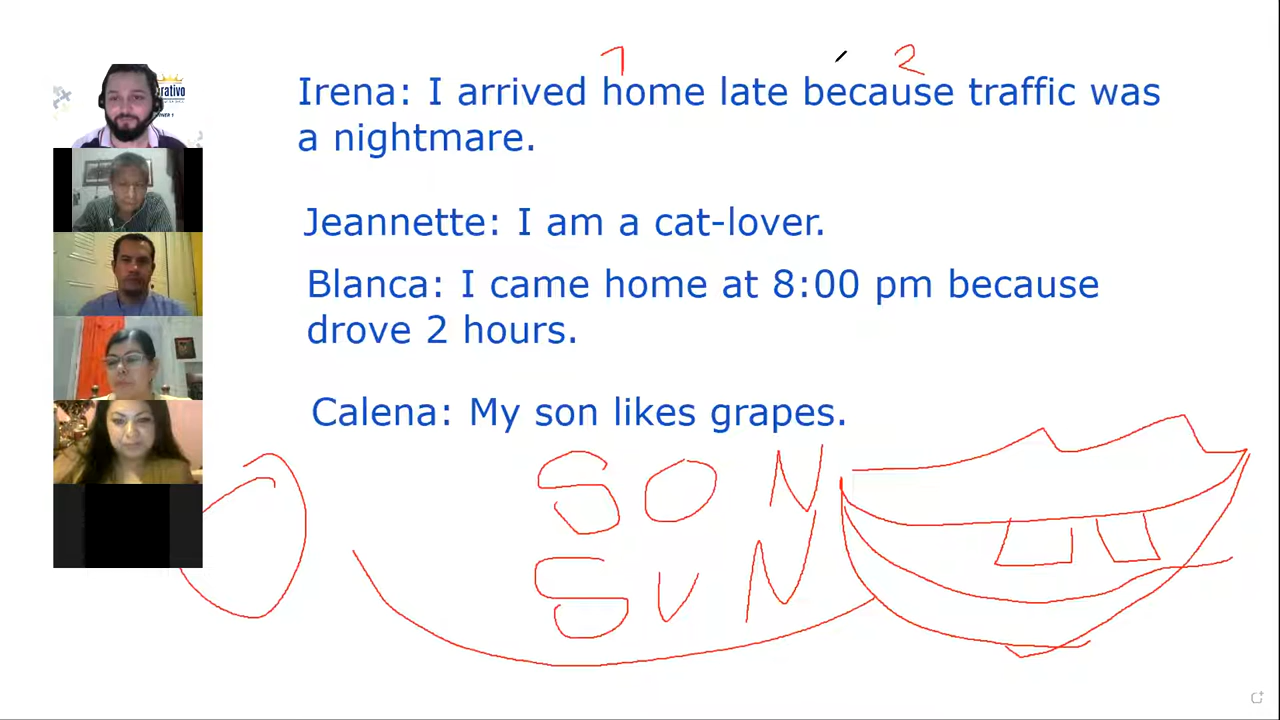 1 2
Irena: I arrived home late because traffic was
a nightmare.
Jeannette: I am a cat-lover.
Blanca: I came home at 8:00 pm because
drove 2 hours.
Calena: My son likes grapes.
SON
SUN